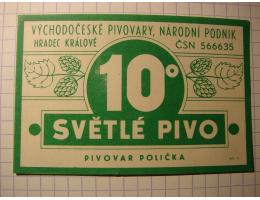 VÝCHODOČESKÉ PIVOVARY, NÁRODNÍ PODNIK
HRADEC KRÁLOVÉ ČSN 566635
10°
SVĚTLÉ PIVO
PIVOVAR POLIČKA